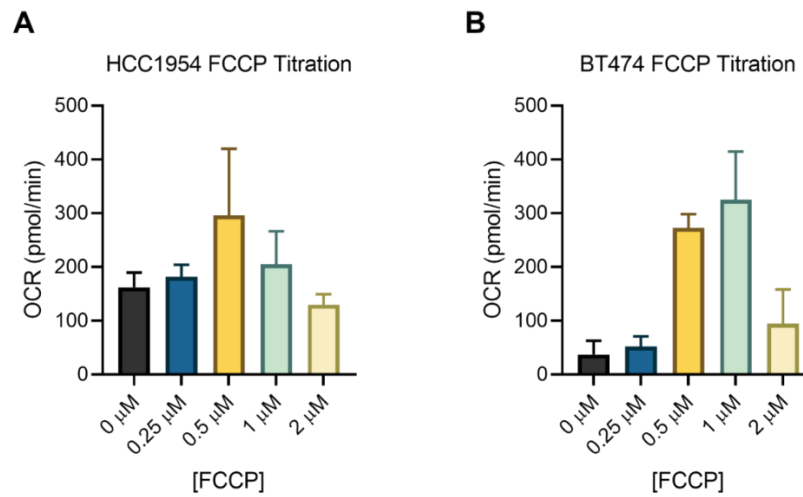 A
HCC1954 FCCP Titration
500
400
300
200
100
0
OCR (pmol/min)
0 μM
0.25 μM
0.5 μM
1 μM
2 μM
[FCCP]
B
BT474 FCCP Titration
500
400
300
200
100
0
OCR (pmol/min)
0 μM
0.25 μM
0.5 μM
1 μM
2 μM
[FCCP]